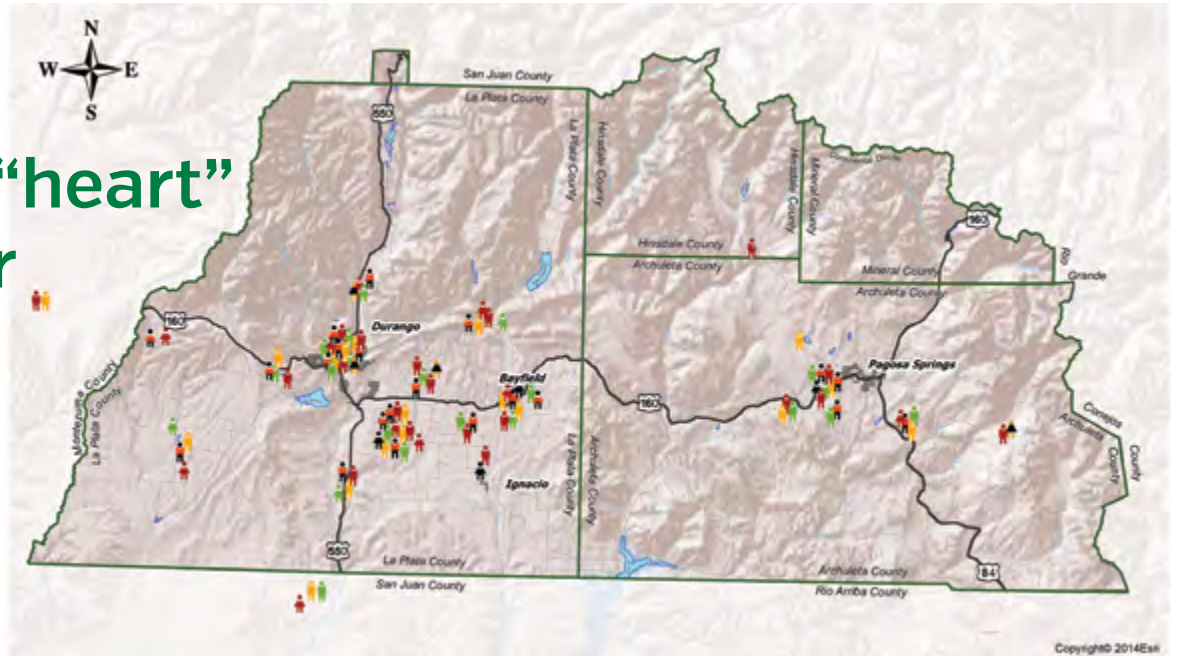 N
W E
S
“heart”
r
San Juan County
La Plata County
550
La Plata County
Hinsdale County
Hinsdale County
Mineral County
160
Hinsdale County
Archuleta County
Mineral County
Archuleta County
Rio
Grande
160
Durango
Montezuma County
La Plata County
Bayfield
160
Pagosa Springs
Conejos
County
Archuleta
County
La Plata County
Archuleta County
Ignacio
550
La Plata County
San Juan County
Archuleta County
Rio Arriba County
84
Copyright© 2014Esri